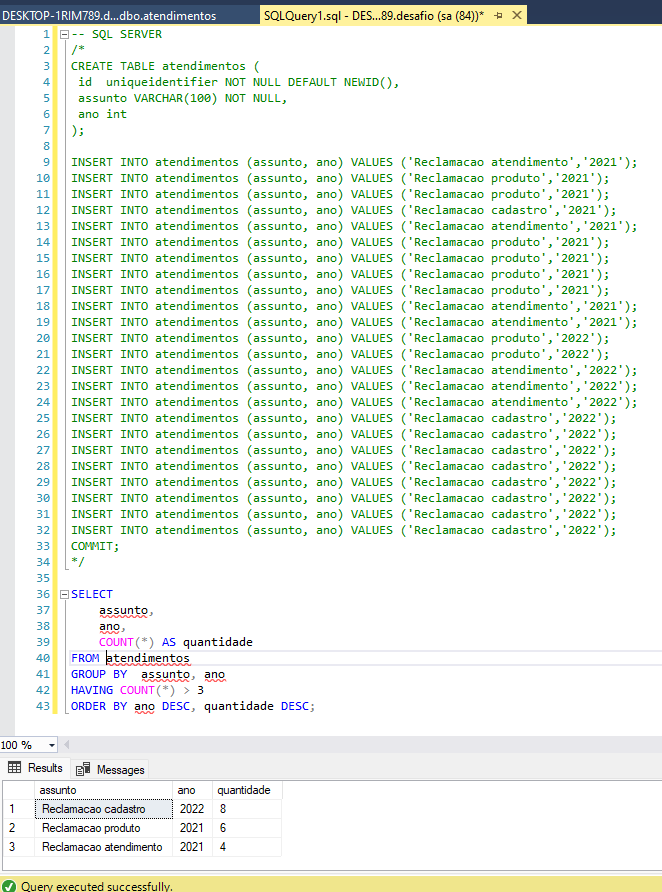 DESKTOP-1RIM789.d...dbo.atendimentos SQLQuery1.sql - DES...89.desafio (sa (84))*
1 -- SQL SERVER
2 /*
3 CREATE TABLE atendimentos (
4 id uniqueidentifier NOT NULL DEFAULT NEWID(),
5 assunto VARCHAR(100) NOT NULL,
6 ano int
7 );
8
9 INSERT INTO atendimentos (assunto, ano) VALUES ('Reclamacao atendimento','2021');
10 INSERT INTO atendimentos (assunto, ano) VALUES ('Reclamacao produto','2021');
11 INSERT INTO atendimentos (assunto, ano) VALUES ('Reclamacao produto','2021');
12 INSERT INTO atendimentos (assunto, ano) VALUES ('Reclamacao cadastro','2021');
13 INSERT INTO atendimentos (assunto, ano) VALUES ('Reclamacao atendimento','2021');
14 INSERT INTO atendimentos (assunto, ano) VALUES ('Reclamacao produto','2021');
15 INSERT INTO atendimentos (assunto, ano) VALUES ('Reclamacao produto','2021');
16 INSERT INTO atendimentos (assunto, ano) VALUES ('Reclamacao produto','2021');
17 INSERT INTO atendimentos (assunto, ano) VALUES ('Reclamacao produto','2021');
18 INSERT INTO atendimentos (assunto, ano) VALUES ('Reclamacao atendimento','2021');
19 INSERT INTO atendimentos (assunto, ano) VALUES ('Reclamacao atendimento','2021');
20 INSERT INTO atendimentos (assunto, ano) VALUES ('Reclamacao produto','2022');
21 INSERT INTO atendimentos (assunto, ano) VALUES ('Reclamacao produto','2022');
22 INSERT INTO atendimentos (assunto, ano) VALUES ('Reclamacao atendimento','2022');
23 INSERT INTO atendimentos (assunto, ano) VALUES ('Reclamacao atendimento','2022');
24 INSERT INTO atendimentos (assunto, ano) VALUES ('Reclamacao atendimento','2022');
25 INSERT INTO atendimentos (assunto, ano) VALUES ('Reclamacao cadastro','2022');
26 INSERT INTO atendimentos (assunto, ano) VALUES ('Reclamacao cadastro','2022');
27 INSERT INTO atendimentos (assunto, ano) VALUES ('Reclamacao cadastro','2022');
28 INSERT INTO atendimentos (assunto, ano) VALUES ('Reclamacao cadastro','2022');
29 INSERT INTO atendimentos (assunto, ano) VALUES ('Reclamacao cadastro','2022');
30 INSERT INTO atendimentos (assunto, ano) VALUES ('Reclamacao cadastro','2022');
31 INSERT INTO atendimentos (assunto, ano) VALUES ('Reclamacao cadastro','2022');
32 INSERT INTO atendimentos (assunto, ano) VALUES ('Reclamacao cadastro','2022');
33 COMMIT;
34 */
35
36 SELECT
37 assunto,
38 ano,
39 COUNT(*) AS quantidade
40 FROM atendimentos
41 GROUP BY assunto, ano
42 HAVING COUNT(*) > 3
43 ORDER BY ano DESC, quantidade DESC;
100 %
Results Messages
assunto ano quantidade
1 Reclamacao cadastro 2022 8
2 Reclamacao produto 2021 6
3 Reclamacao atendimento 2021 4
Query executed successfully.